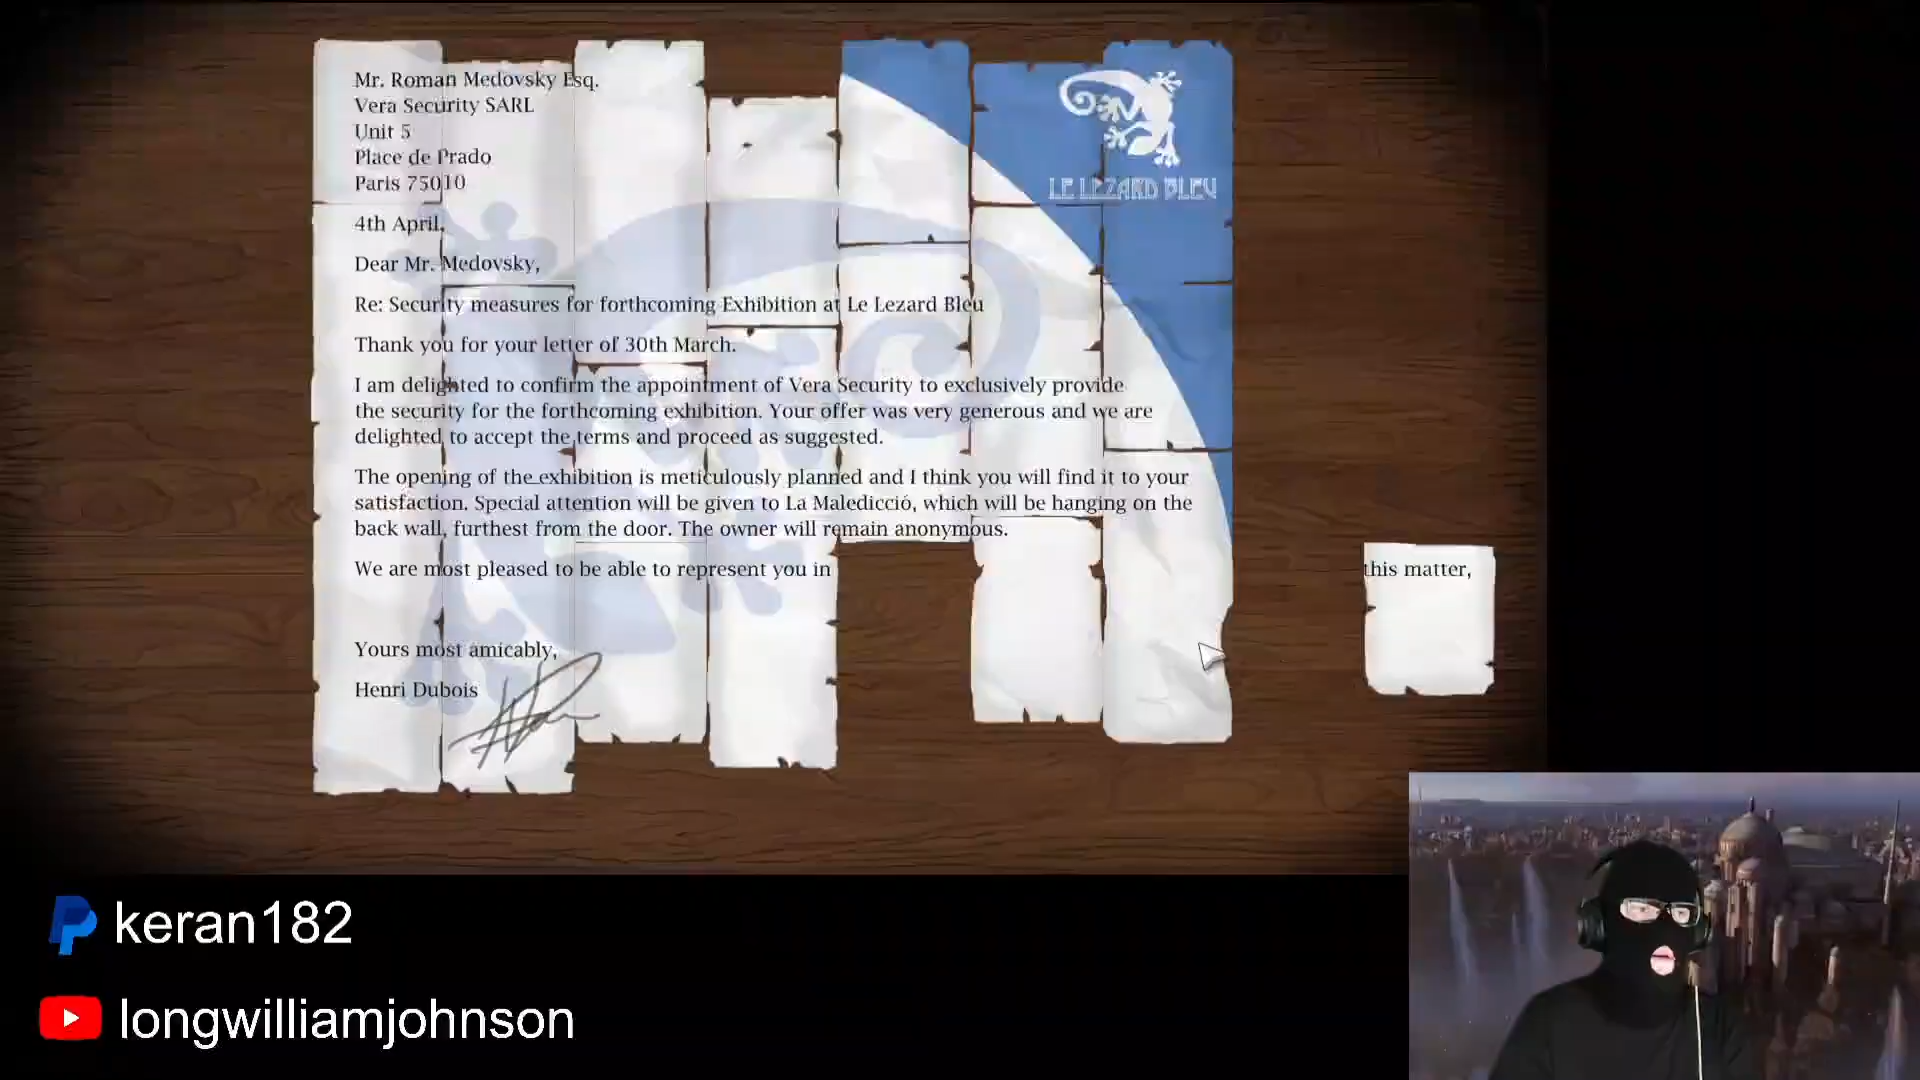 Mr. Roman Medovsky Esq.
Vera Security SARL
Unit 5
Place de Prado
Paris 75010
LE LEZARD BLEU
4th April,
Dear Mr. Medovsky,
Re: Security measures for forthcoming Exhibition at Le Lezard Bleu
Thank you for your letter of 30th March.
I am delighted to confirm the appointment of Vera Security to exclusively provide
the security for the forthcoming exhibition. Your offer was very generous and we are
delighted to accept the terms and proceed as suggested.
The opening of the exhibition is meticulously planned and I think you will find it to your
satisfaction. Special attention will be given to La Maledicció, which will be hanging on the
back wall, furthest from the door. The owner will remain anonymous.
We are most pleased to be able to represent you in this matter,
Yours most amicably,
Henri Dubois
keran182
longwilliamjohnson